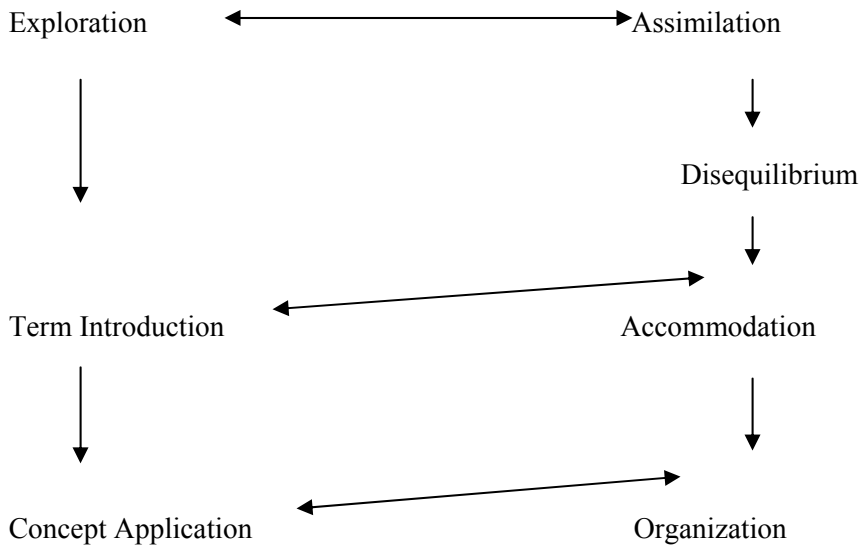 Exploration Assimilation
Disequilibrium
Term Introduction Accommodation
Concept Application Organization